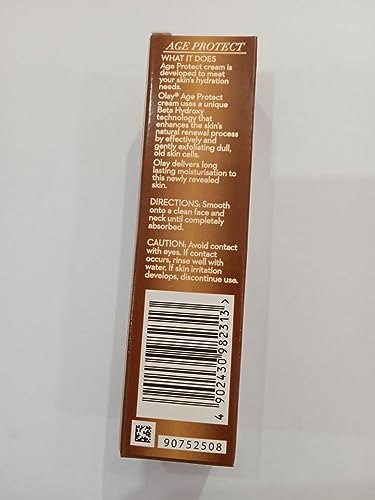 AGE PROTECT
WHAT IT DOES
Age Protect cream is
developed to meet
your skin's hydration
needs.
Olay® Age Protect
cream uses a unique
Beta Hydroxy
technology that
enhances the skin's
natural renewal process
by effectively and
gently exfoliating dull,
old skin cells.
Olay delivers long
lasting moisturisation to
this newly revealed
skin.
DIRECTIONS: Smooth
onto a clean face and
neck until completely
absorbed.
CAUTION: Avoid contact
with eyes. If contact
occurs, rinse well with
water. If skin irritation
develops, discontinue use.
4 902430 982313 >
90752508